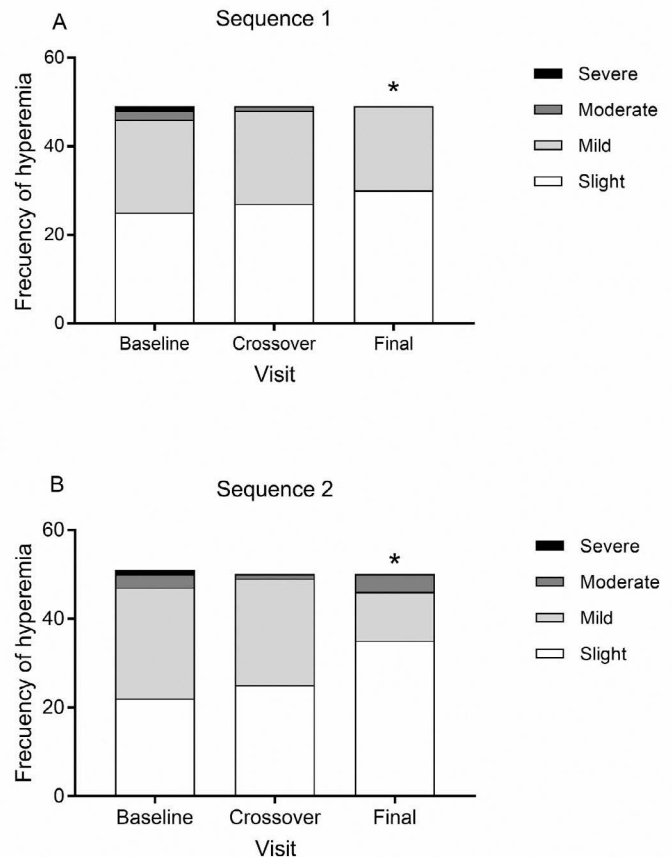 A
Sequence 1
Frecuency of hyperemia
60
40
20
0
*
Baseline Crossover Final
Visit
Severe
Moderate
Mild
Slight
B
Sequence 2
Frecuency of hyperemia
60
40
20
0
*
Baseline Crossover Final
Visit
Severe
Moderate
Mild
Slight